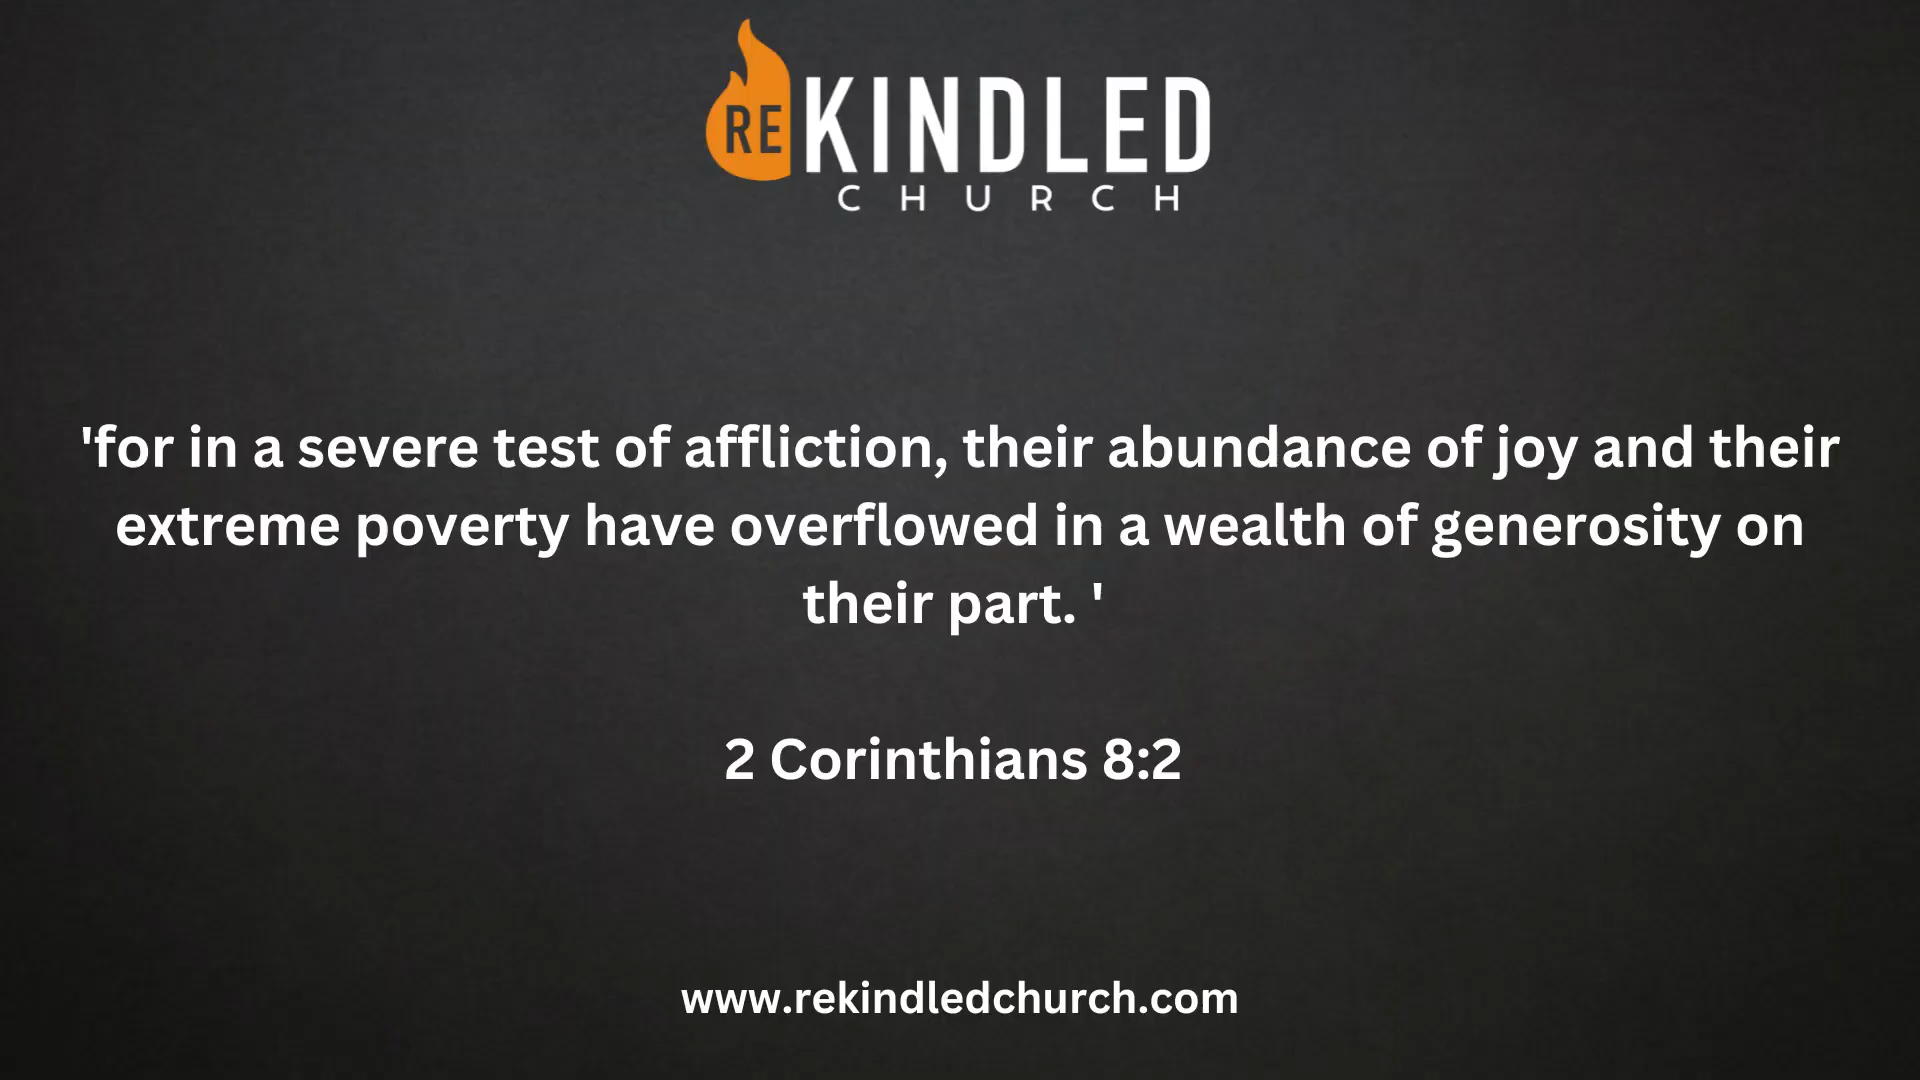 REKINDLED
CHURCH
'for in a severe test of affliction, their abundance of joy and their
extreme poverty have overflowed in a wealth of generosity on
their part. '
2 Corinthians 8:2
www.rekindledchurch.com